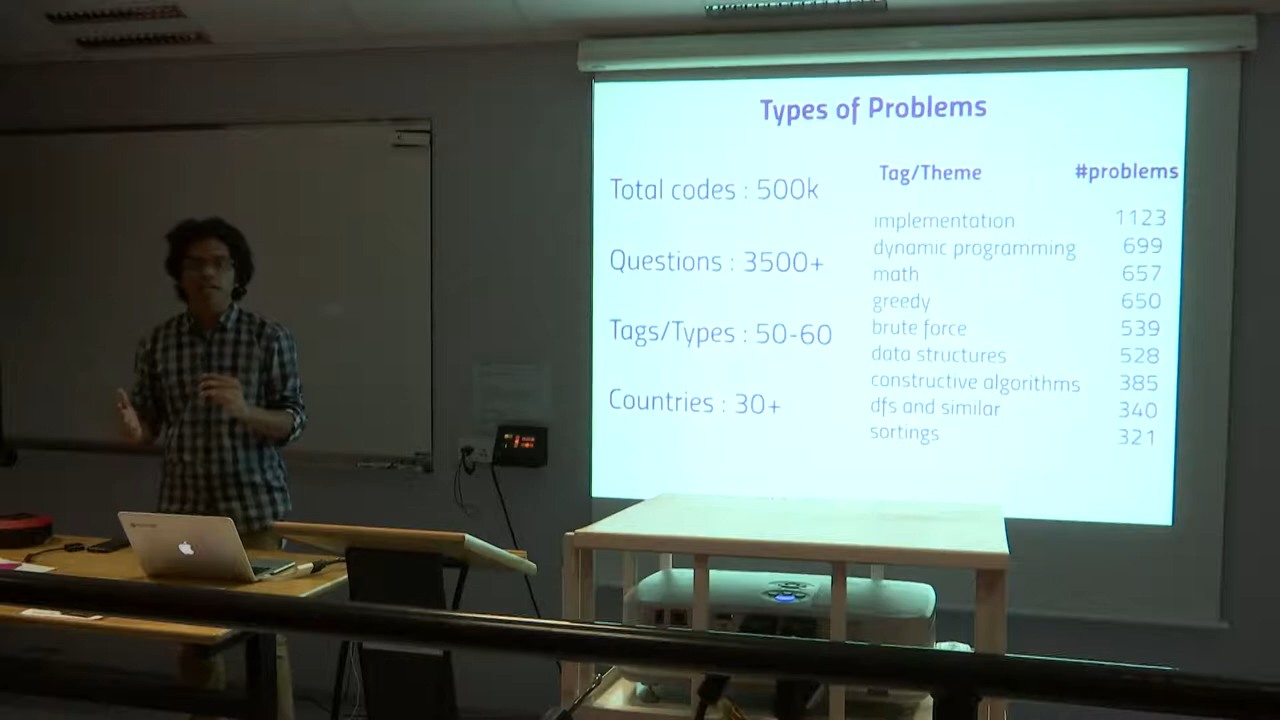 Types of Problems
Total codes : 500k
Questions : 3500+
Tags/Types : 50-60
Countries : 30+
Tag/Theme #problems
implementation 1123
dynamic programming 699
math 657
greedy 650
brute force 539
data structures 528
constructive algorithms 385
dfs and similar 340
sortings 321